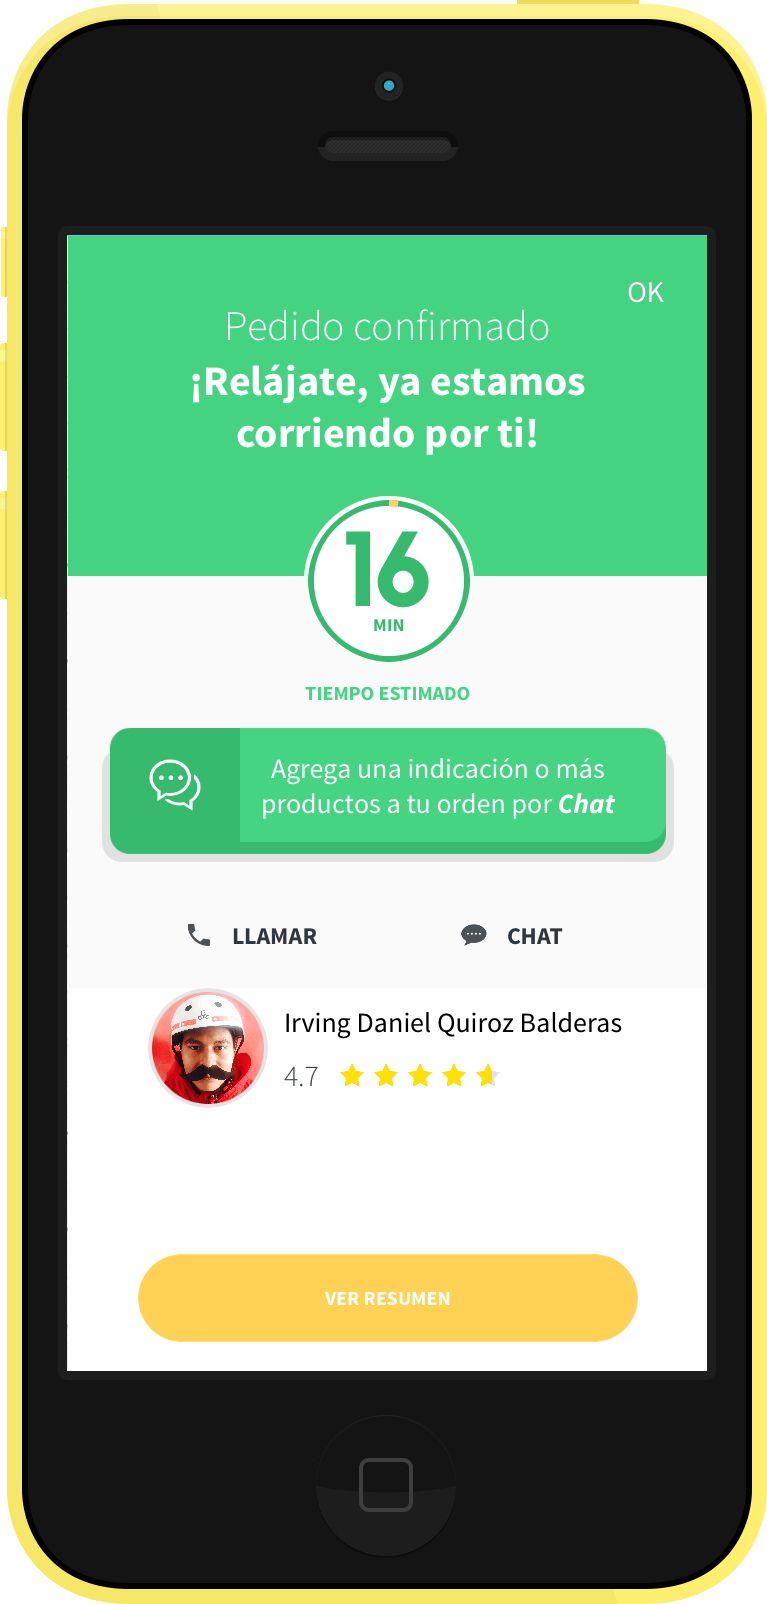 OK
Pedido confirmado
¡Relájate, ya estamos
corriendo por ti!
16
MIN
TIEMPO ESTIMADO
Agrega una indicación o más
productos a tu orden por Chat
LLAMAR CHAT
Irving Daniel Quiroz Balderas
4.7
VER RESUMEN